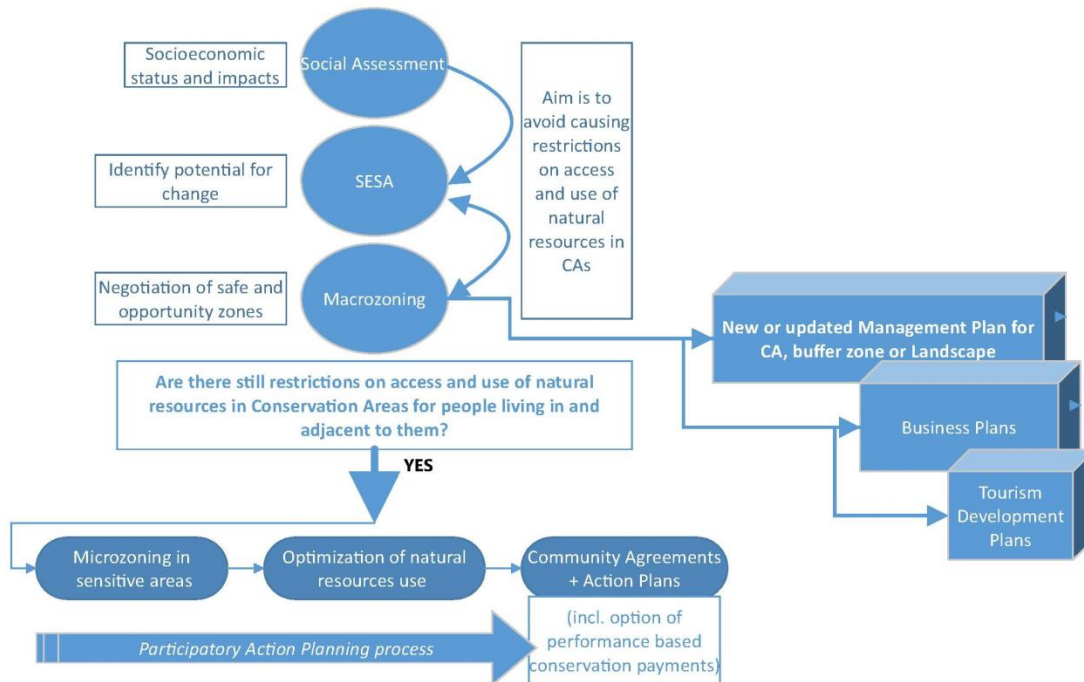 Socioeconomic
status and impacts
Social Assessment
Aim is to
avoid causing
restrictions
on access
and use of
natural
resources in
CAs
Identify potential for
change
SESA
Negotiation of safe and
opportunity zones
Macrozoning
New or updated Management Plan for
CA, buffer zone or Landscape
Business Plans
Tourism
Development
Plans
Are there still restrictions on access and use of natural
resources in Conservation Areas for people living in and
adjacent to them?
YES
Microzoning in
sensitive areas
Optimization of natural
resources use
Community Agreements
+ Action Plans
(incl. option of
performance based
conservation payments)
Participatory Action Planning process